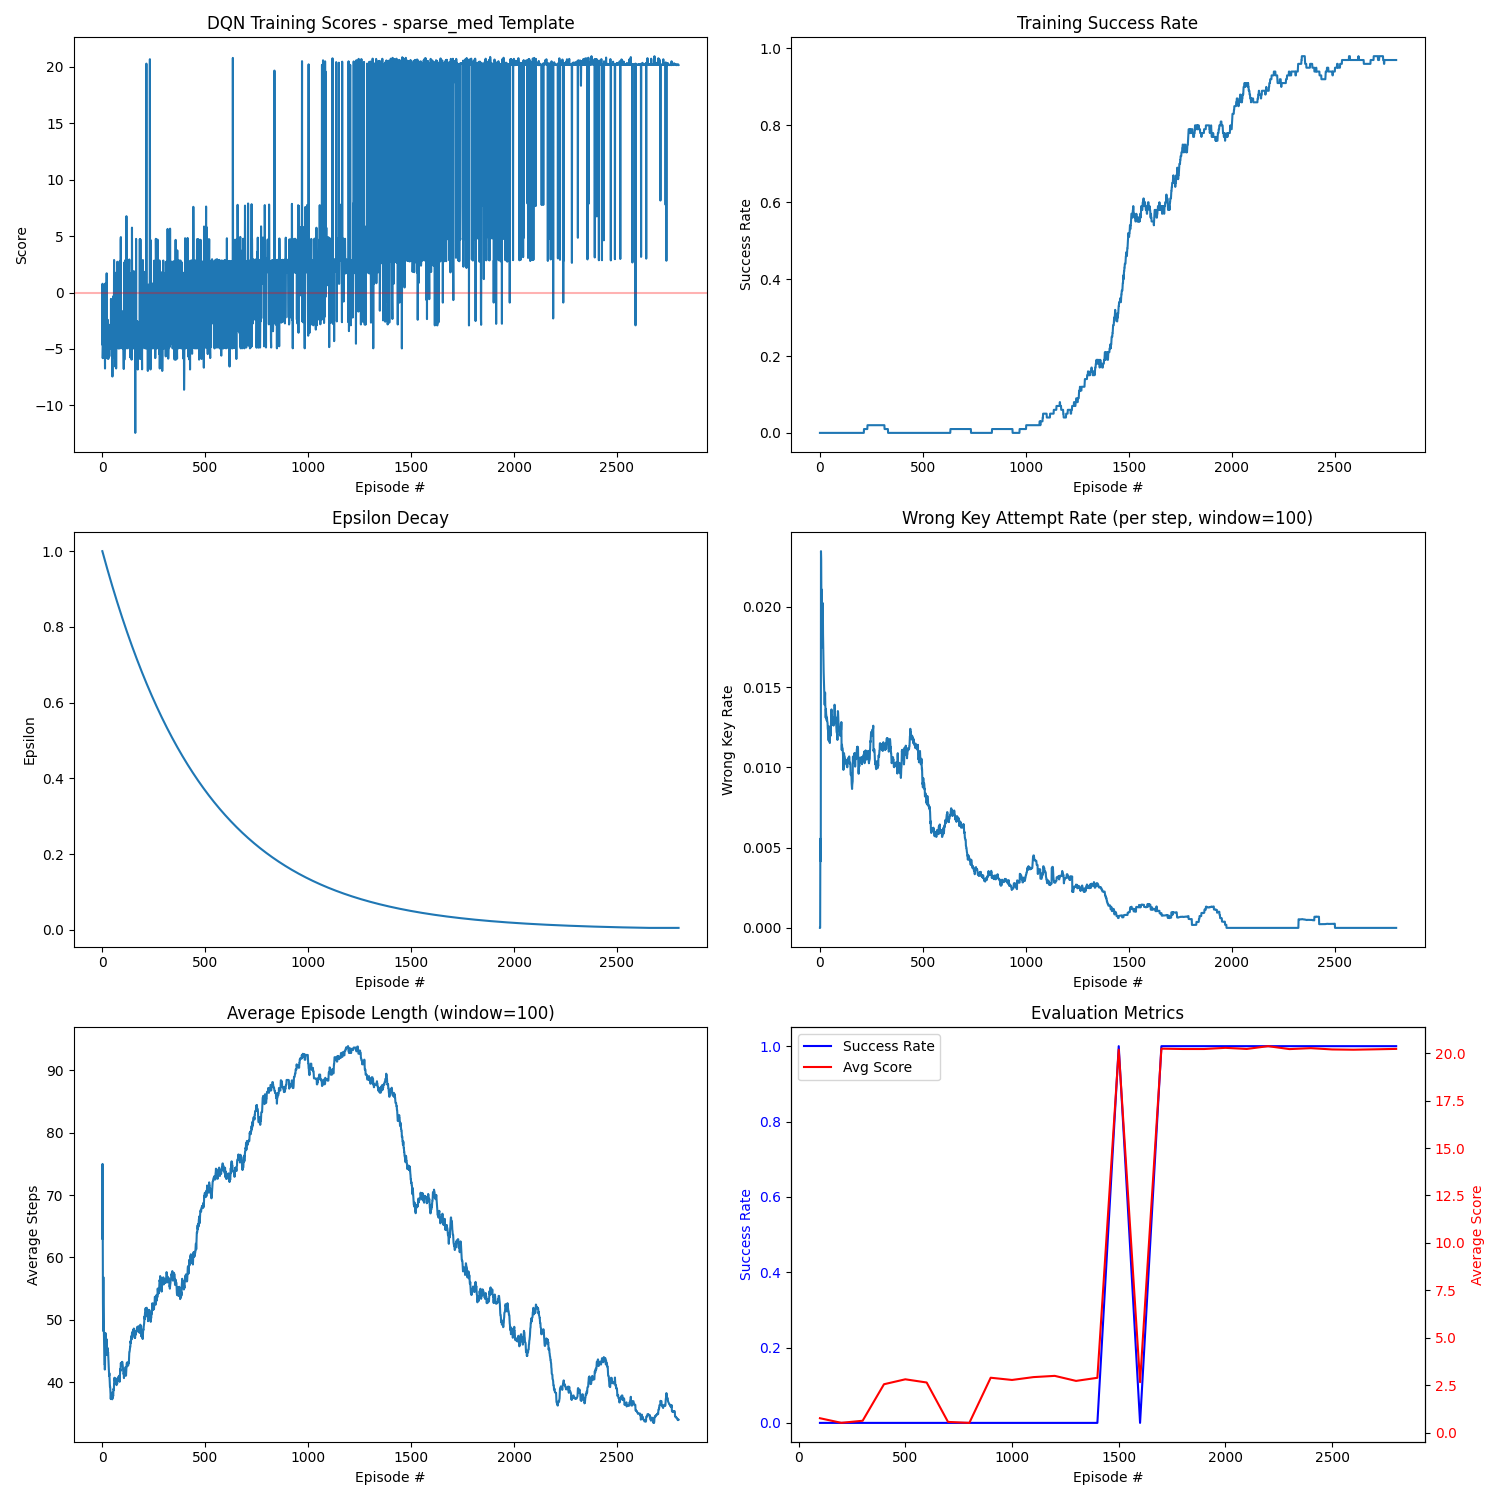 DQN Training Scores - sparse_med Template
Score
20
15
10
5
0
−5
−10
0 500 1000 1500 2000 2500
Episode #
Training Success Rate
Success Rate
1.0
0.8
0.6
0.4
0.2
0.0
0 500 1000 1500 2000 2500
Episode #
Epsilon Decay
Epsilon
1.0
0.8
0.6
0.4
0.2
0.0
0 500 1000 1500 2000 2500
Episode #
Wrong Key Attempt Rate (per step, window=100)
Wrong Key Rate
0.020
0.015
0.010
0.005
0.000
0 500 1000 1500 2000 2500
Episode #
Average Episode Length (window=100)
Average Steps
90
80
70
60
50
40
0 500 1000 1500 2000 2500
Episode #
Evaluation Metrics
Success Rate
Avg Score
Success Rate
1.0
0.8
0.6
0.4
0.2
0.0
20.0
17.5
15.0
12.5
10.0
7.5
5.0
2.5
0.0
Average Score
0 500 1000 1500 2000 2500
Episode #